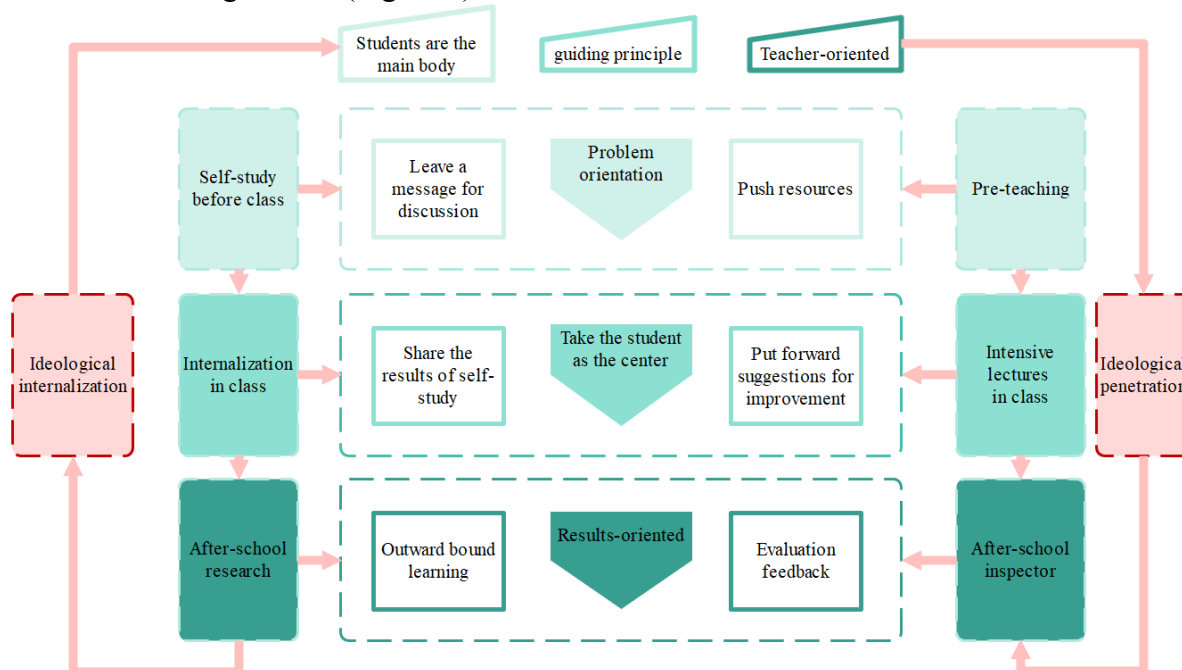 Students are the
main body
guiding principle
Teacher-oriented
Self-study
before class
Leave a
message for
discussion
Problem
orientation
Push resources
Pre-teaching
Ideological
internalization
Internalization
in class
Share the
results of self-
study
Take the student
as the center
Put forward
suggestions for
improvement
Intensive
lectures
in class
Ideological
penetration
After-school
research
Outward bound
learning
Results-oriented
Evaluation
feedback
After-school
inspector